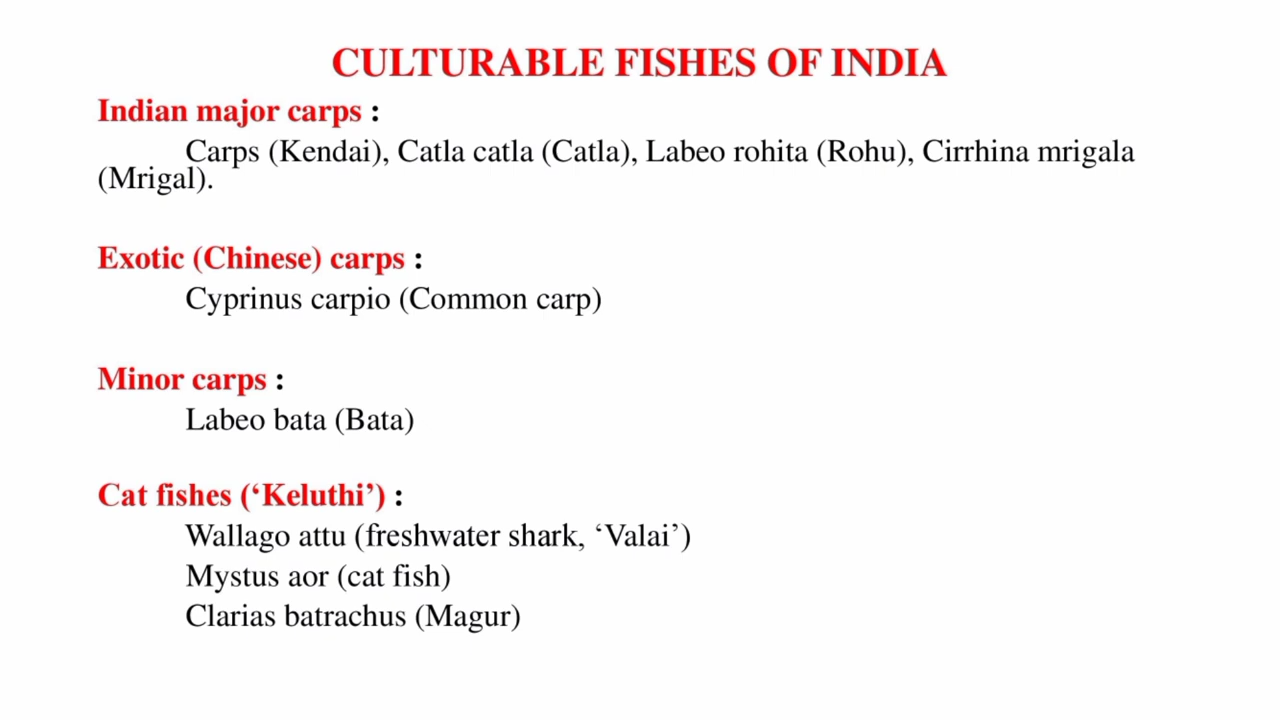 CULTURABLE FISHES OF INDIA
Indian major carps :
Carps (Kendai), Catla catla (Catla), Labeo rohita (Rohu), Cirrhina mrigala
(Mrigal).
Exotic (Chinese) carps :
Cyprinus carpio (Common carp)
Minor carps :
Labeo bata (Bata)
Cat fishes (‘Keluthi’) :
Wallago attu (freshwater shark, ‘Valai’)
Mystus aor (cat fish)
Clarias batrachus (Magur)